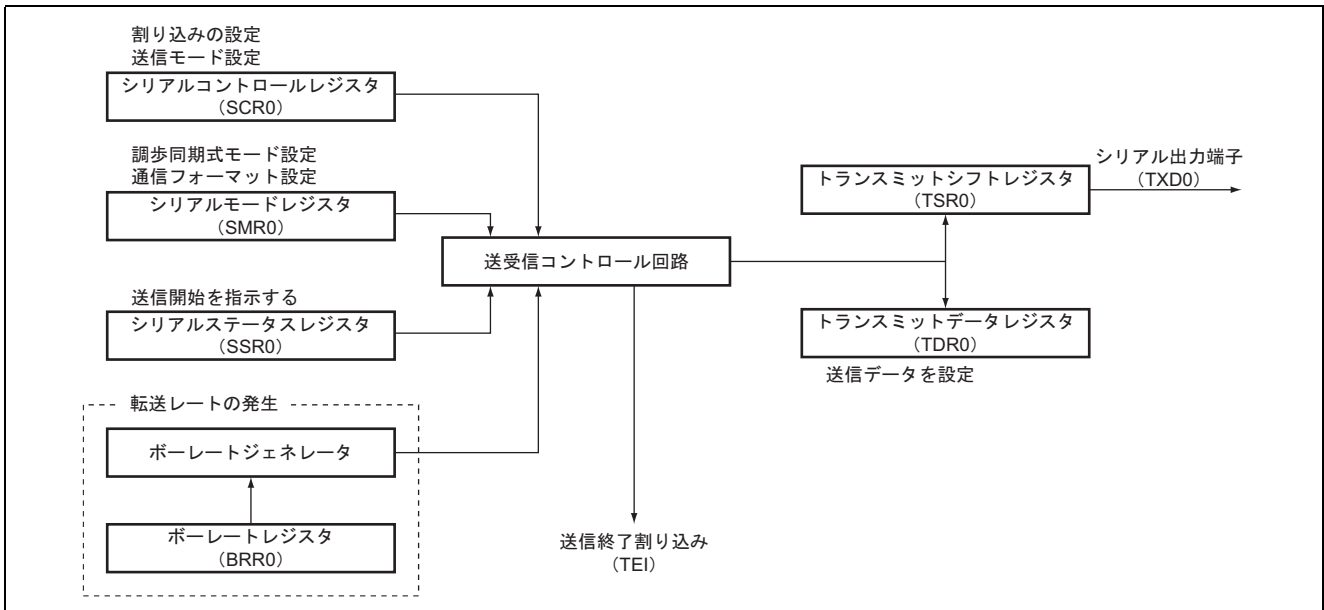 割り込みの設定
送信モード設定
シリアルコントロールレジスタ
（SCR0）
調歩同期式モード設定
通信フォーマット設定
シリアルモードレジスタ
（SMR0）
送信開始を指示する
シリアルステータスレジスタ
（SSR0）
転送レートの発生
ボーレートジェネレータ
ボーレートレジスタ
（BRR0）
送受信コントロール回路
送信終了割り込み
（TEI）
トランスミットシフトレジスタ
（TSR0）
シリアル出力端子
（TXD0）
トランスミットデータレジスタ
（TDR0）
送信データを設定